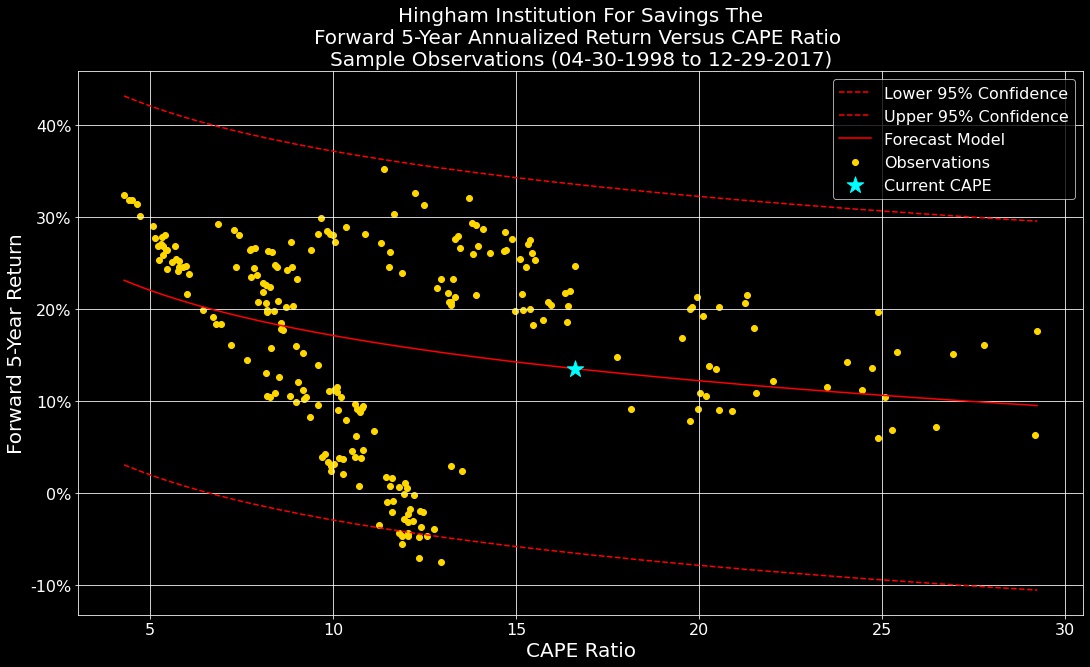 Hingham Institution For Savings The
Forward 5-Year Annualized Return Versus CAPE Ratio
Sample Observations (04-30-1998 to 12-29-2017)
Lower 95% Confidence
Upper 95% Confidence
Forecast Model
Observations
Current CAPE
Forward 5-Year Return
40%
30%
20%
10%
0%
-10%
5
10
15
20
25
30
CAPE Ratio